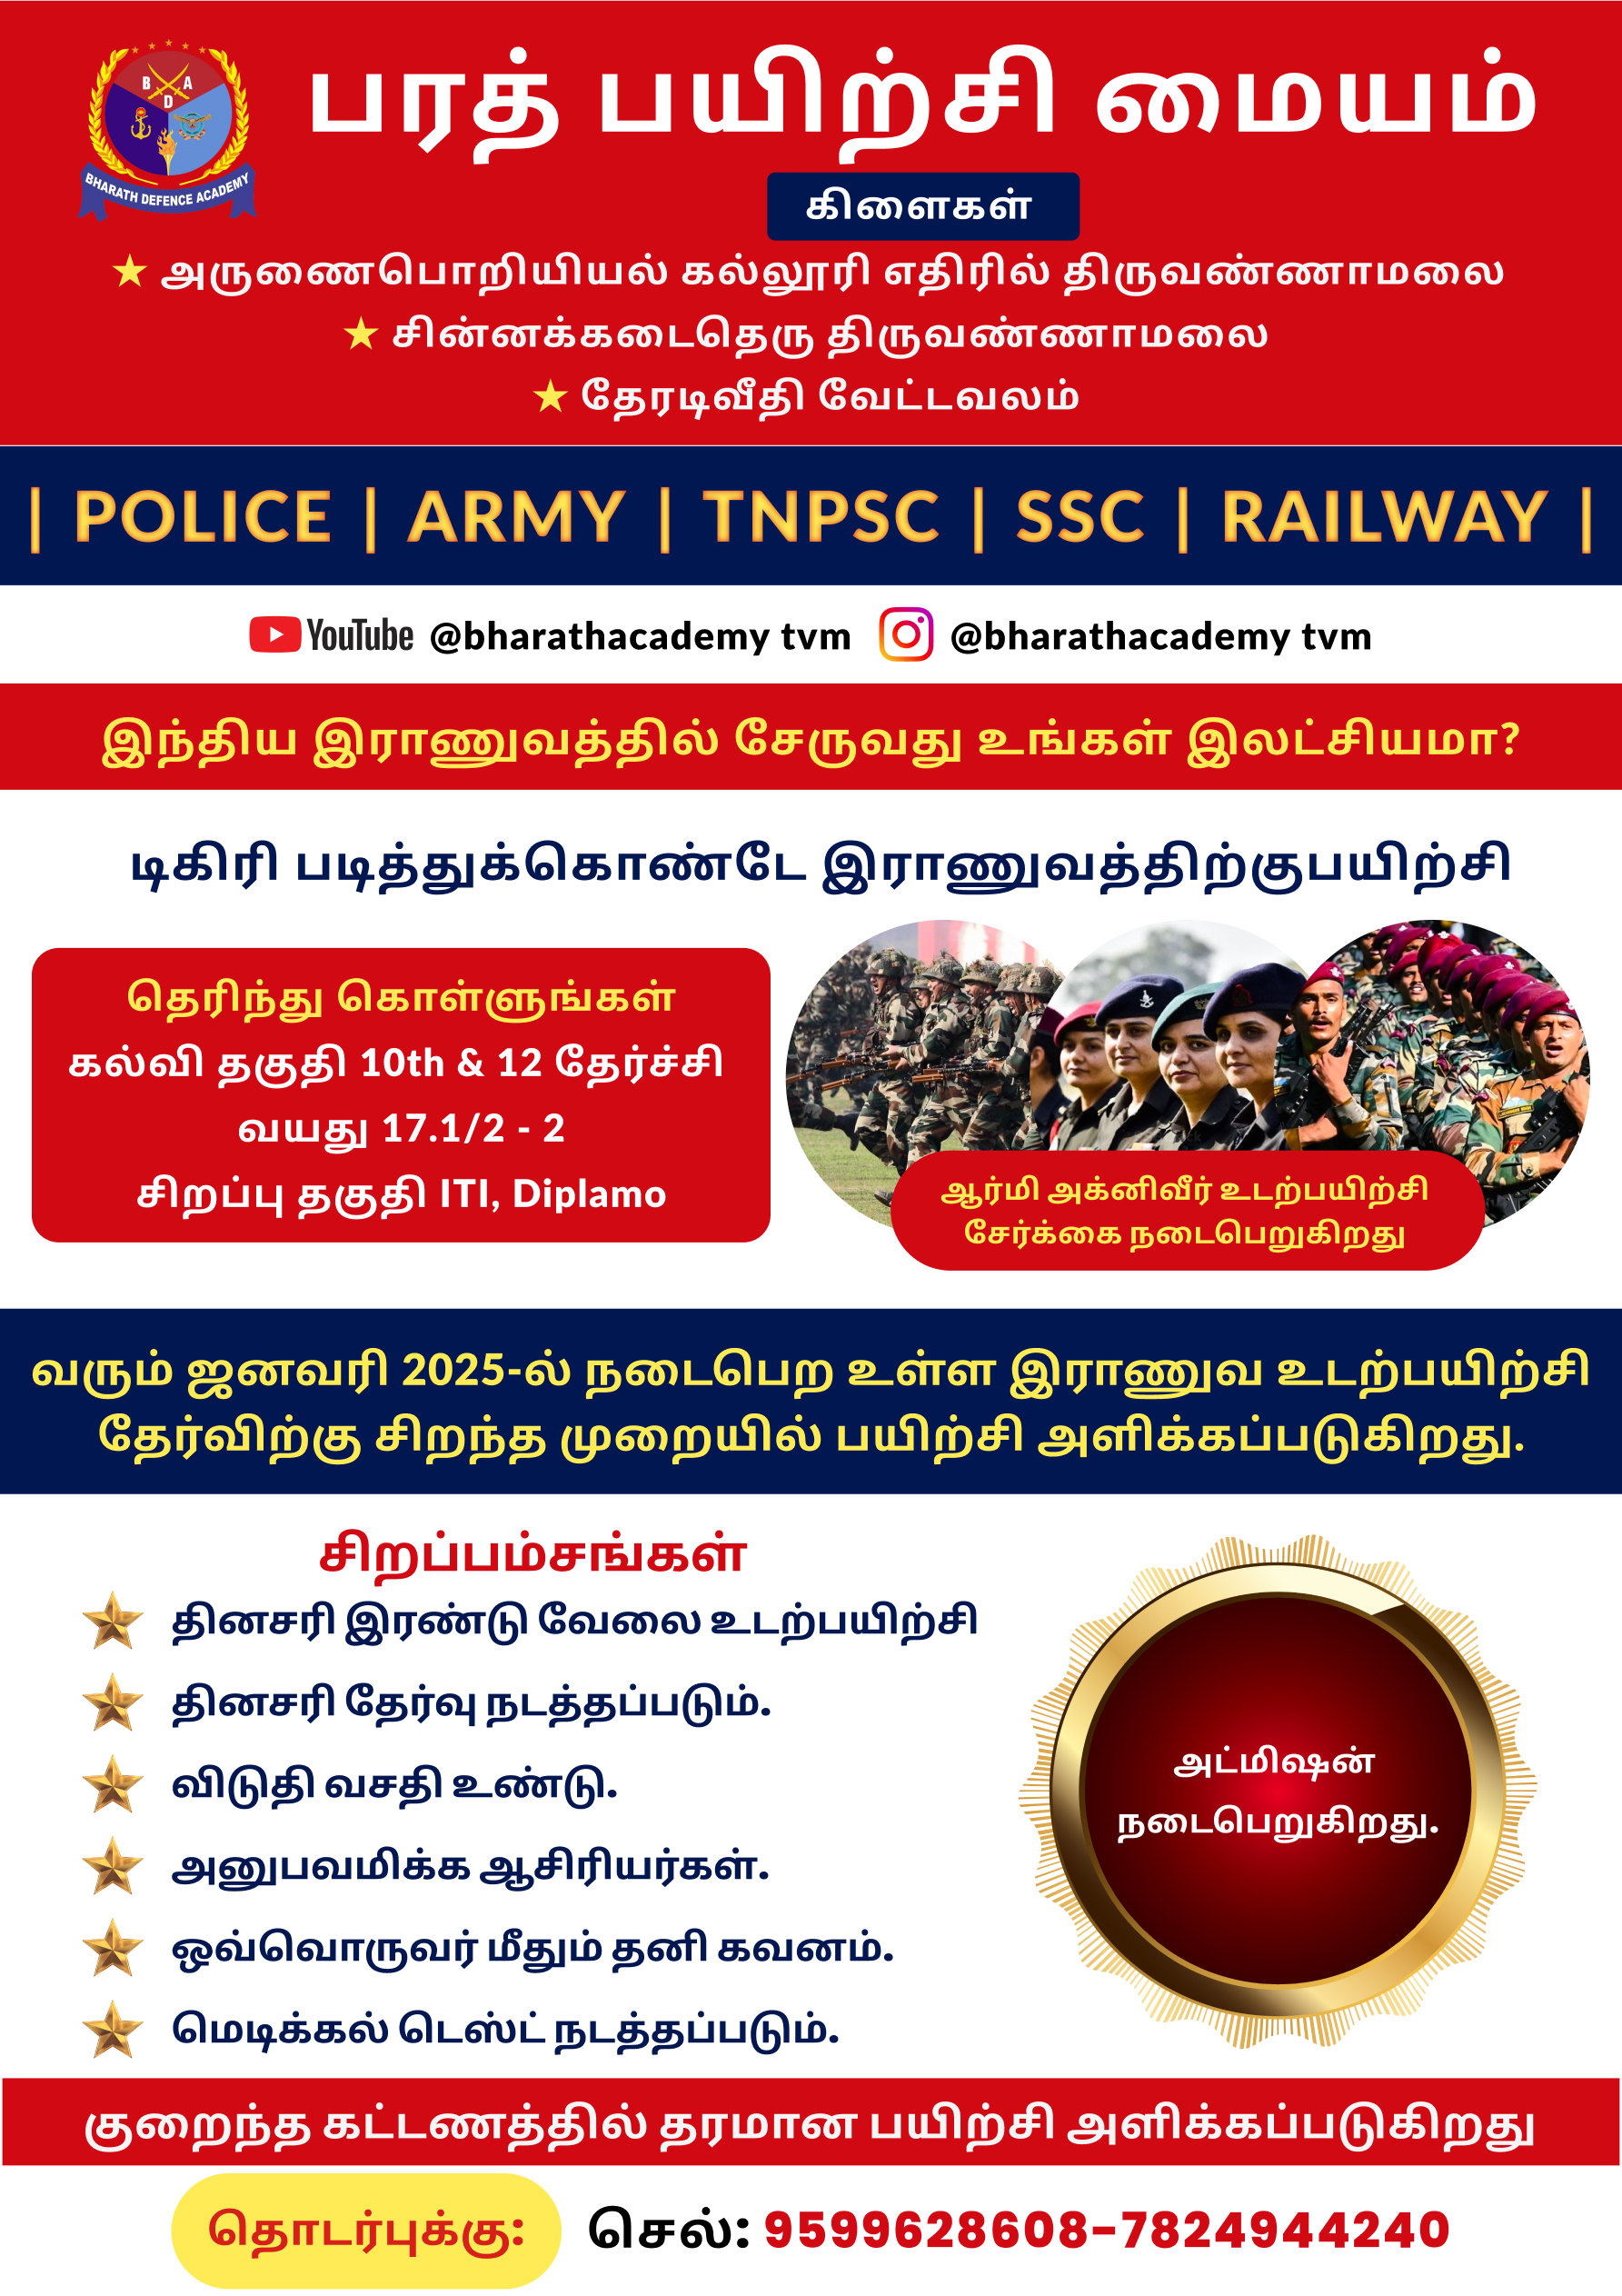 B A
D
BHARATH DEFENCE ACADEMY
பரத் பயிற்சி மையம்
கிளைகள்
★ அருணைபொறியியல் கல்லூரி எதிரில் திருவண்ணாமலை
★ சின்னக்கடைதெரு திருவண்ணாமலை
★ தேரடிவீதி வேட்டவலம்
| POLICE | ARMY | TNPSC | SSC | RAILWAY |
YouTube @bharathacademy tvm @bharathacademy tvm
இந்திய இராணுவத்தில் சேருவது உங்கள் இலட்சியமா?
டிகிரி படித்துக்கொண்டே இராணுவத்திற்குபயிற்சி
தெரிந்து கொள்ளுங்கள்
கல்வி தகுதி 10th & 12 தேர்ச்சி
வயது 17.1/2 - 2
சிறப்பு தகுதி ITI, Diplamo
ஆர்மி அக்னிவீர் உடற்பயிற்சி
சேர்க்கை நடைபெறுகிறது
வரும் ஜனவரி 2025-ல் நடைபெற உள்ள இராணுவ உடற்பயிற்சி
தேர்விற்கு சிறந்த முறையில் பயிற்சி அளிக்கப்படுகிறது.
சிறப்பம்சங்கள்
தினசரி இரண்டு வேலை உடற்பயிற்சி
தினசரி தேர்வு நடத்தப்படும்.
விடுதி வசதி உண்டு.
அனுபவமிக்க ஆசிரியர்கள்.
ஒவ்வொருவர் மீதும் தனி கவனம்.
மெடிக்கல் டெஸ்ட் நடத்தப்படும்.
அட்மிஷன்
நடைபெறுகிறது.
குறைந்த கட்டணத்தில் தரமான பயிற்சி அளிக்கப்படுகிறது
தொடர்புக்கு: செல்: 9599628608-7824944240